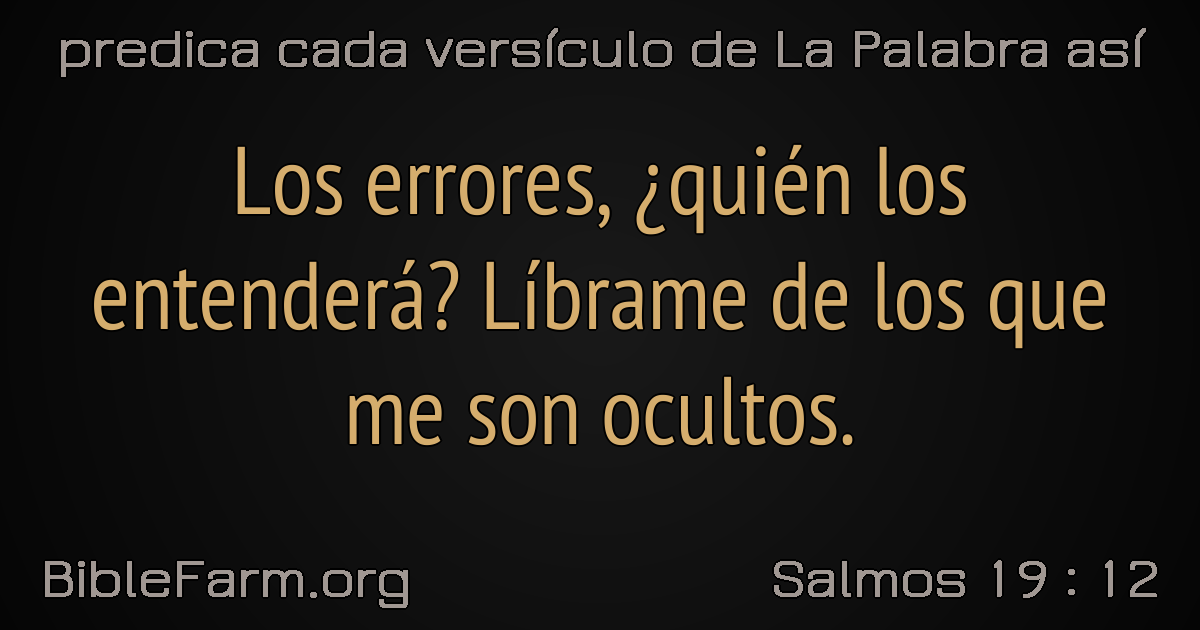 predica cada versículo de La Palabra así
Los errores, ¿quién los
entenderá? Líbrame de los que
me son ocultos.
BibleFarm.org
Salmos 19 : 12